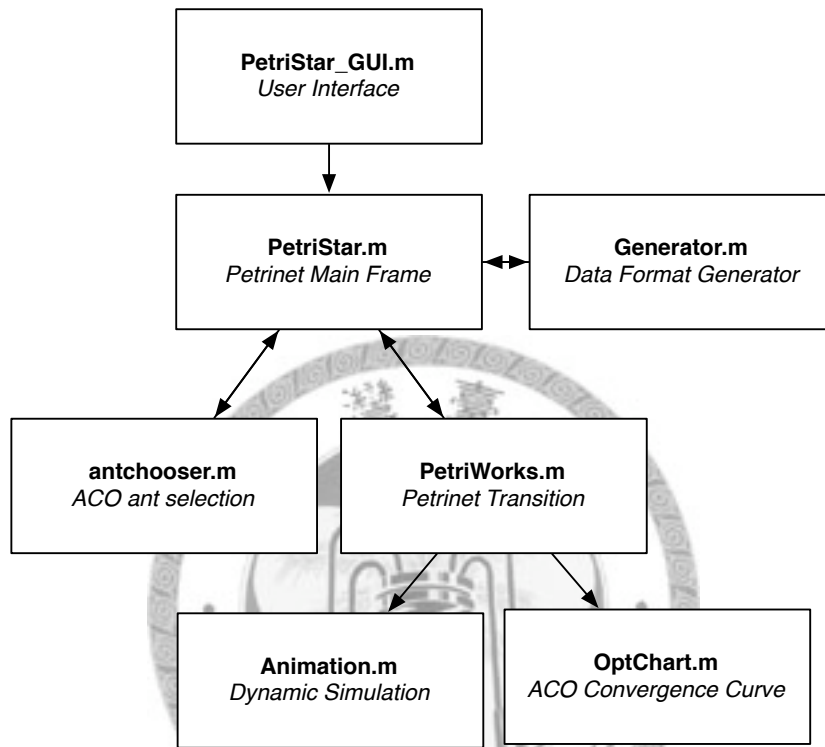 PetriStar_GUI.m
User Interface
PetriStar.m
Petrinet Main Frame
Generator.m
Data Format Generator
antchooser.m
ACO ant selection
PetriWorks.m
Petrinet Transition
Animation.m
Dynamic Simulation
OptChart.m
ACO Convergence Curve